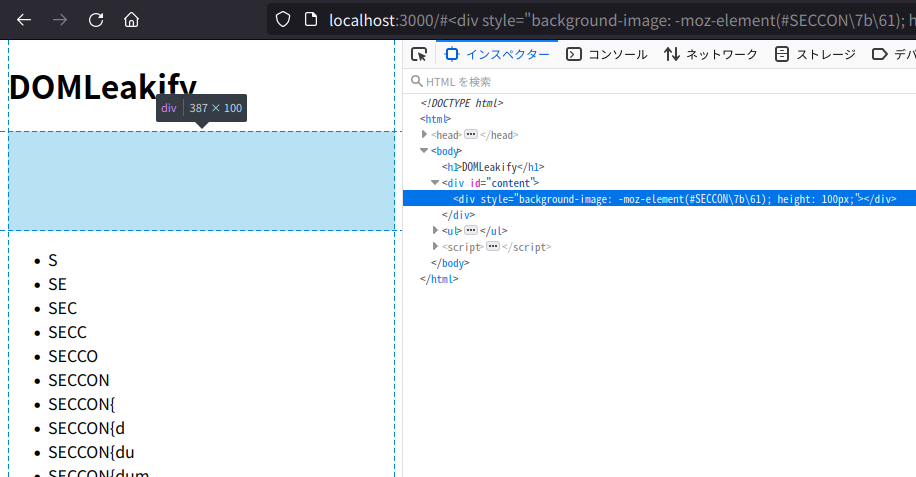 localhost:3000/#<div style="background-image: -moz-element(#SECCON\7b\61); h
DOMLeakify
div 387 × 100
S
SE
SEC
SECC
SECCO
SECCON
SECCON{
SECCON{d
SECCON{du
SECCON{dum
インスペクター コンソール ネットワーク ストレージ デバ
HTML を検索
<!DOCTYPE html>
<html>
<head> ••• </head>
<body>
<h1>DOMLeakify</h1>
<div id="content">
<div style="background-image: -moz-element(#SECCON\7b\61); height: 100px;"></div>
</div>
<ul> ••• </ul>
<script> ••• </script>
</body>
</html>